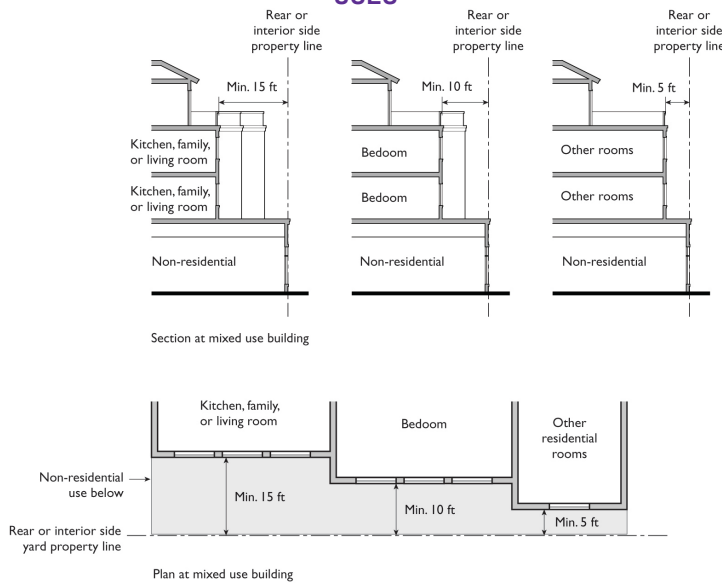 Rear or
interior side
property line
Rear or
interior side
property line
Rear or
interior side
property line
Min. 15 ft
Min. 10 ft
Min. 5 ft
Kitchen, family,
or living room
Bedoom
Other rooms
Kitchen, family,
or living room
Bedoom
Other rooms
Non-residential
Non-residential
Non-residential
Section at mixed use building
Kitchen, family,
or living room
Bedoom
Other
residential
rooms
Non-residential
use below
Min. 15 ft
Min. 10 ft
Min. 5 ft
Rear or interior side
yard property line
Plan at mixed use building